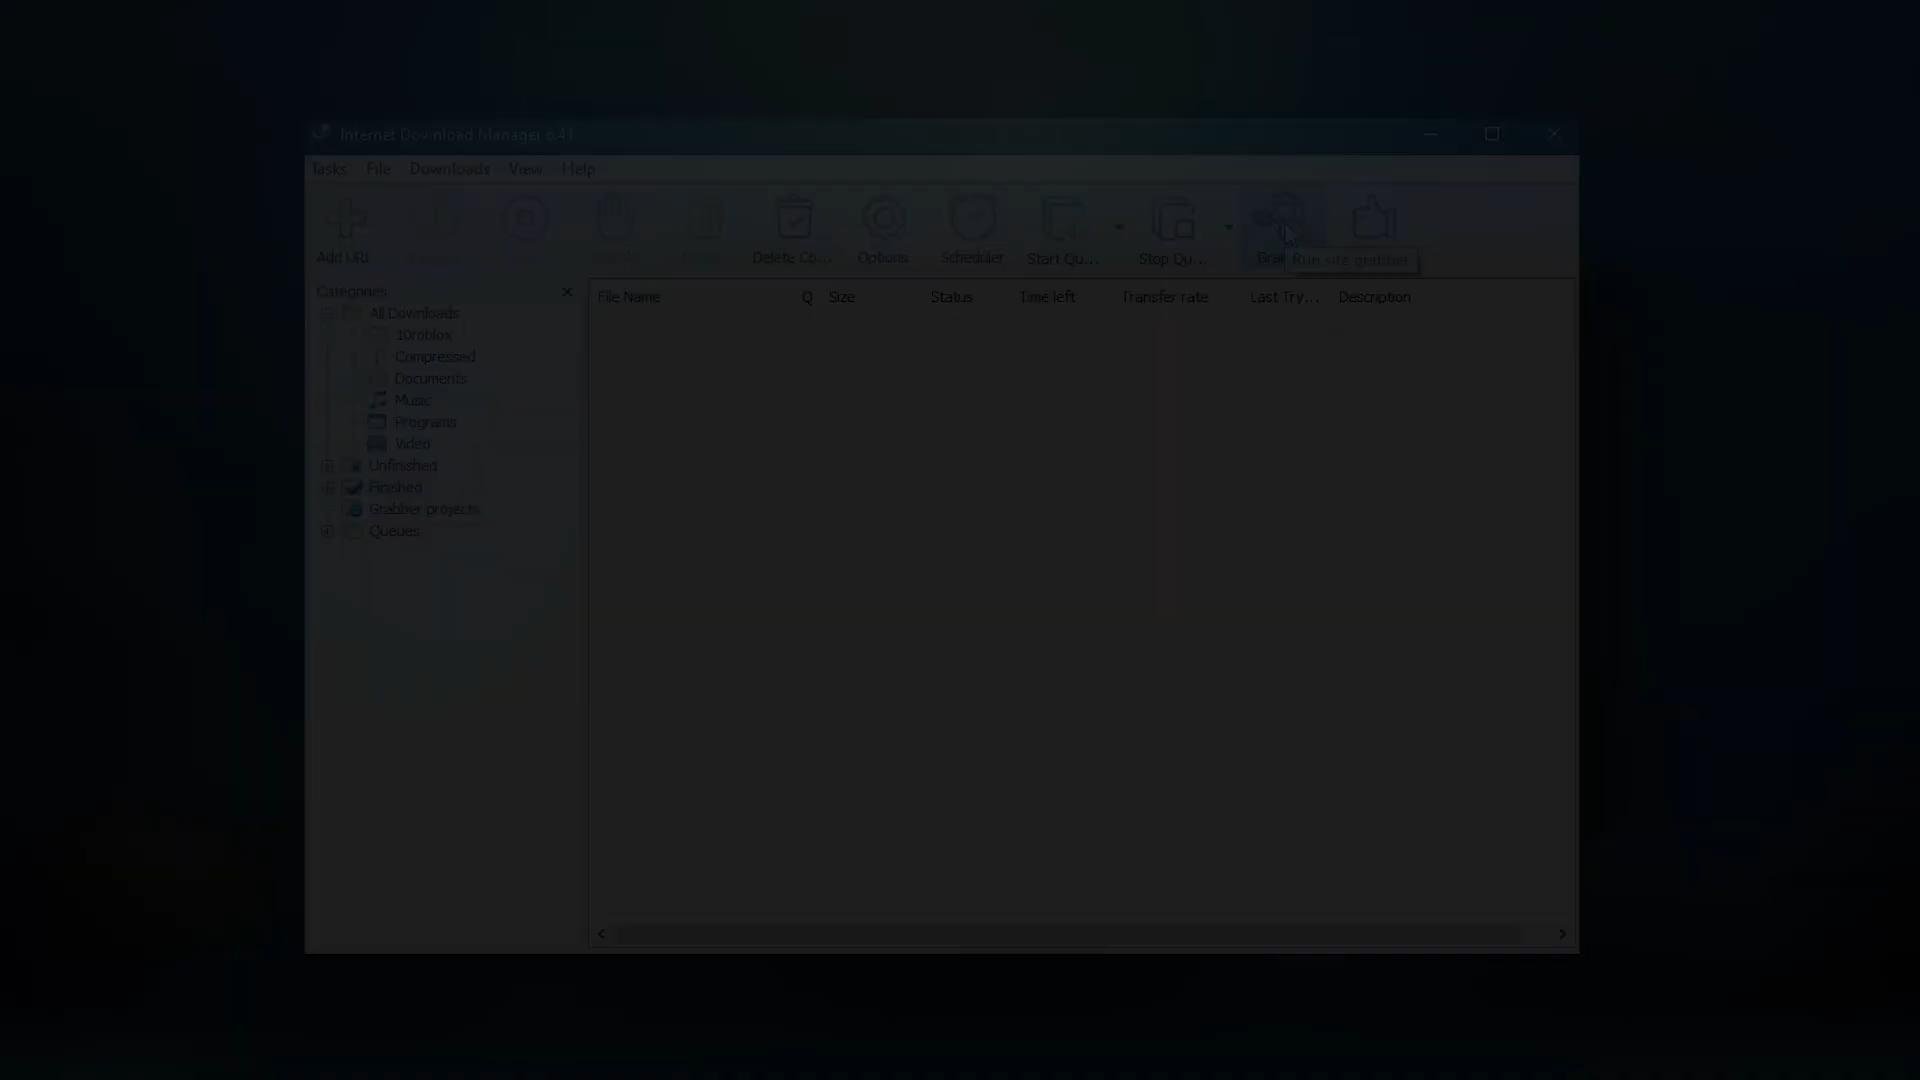 Internet Download Manager 6.41
Tasks File Downloads View Help
Add URL
Delete Co...
Options
Scheduler
Start Qu...
Stop Qu...
Run site grabber
Categories
All Downloads
10roblox
Compressed
Documents
Music
Programs
Video
Unfinished
Finished
Grabber projects
Queues
File Name Q Size Status Time left Transfer rate Last Try... Description